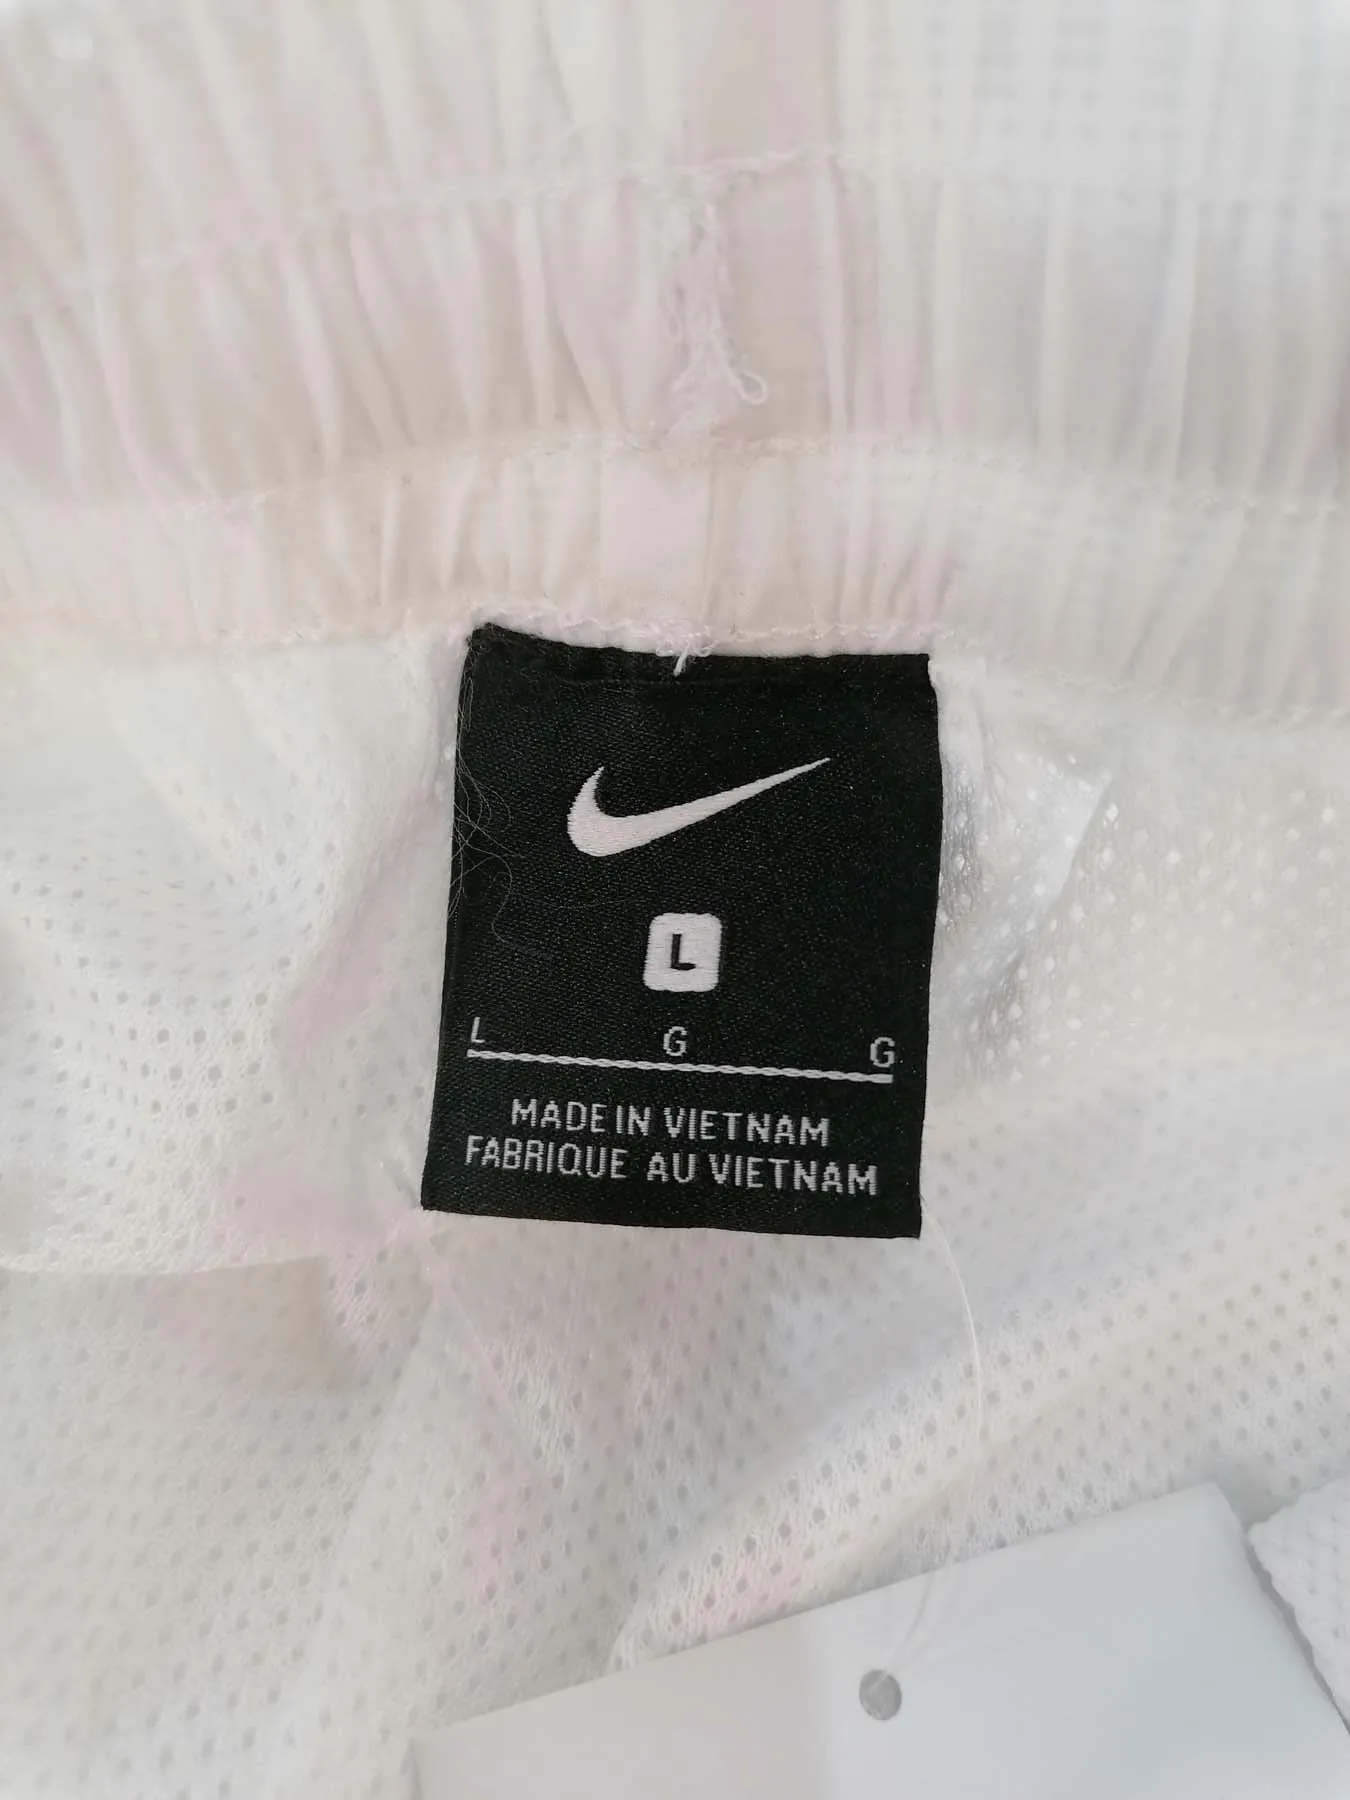 L
L G G
MADE IN VIETNAM
FABRIQUE AU VIETNAM